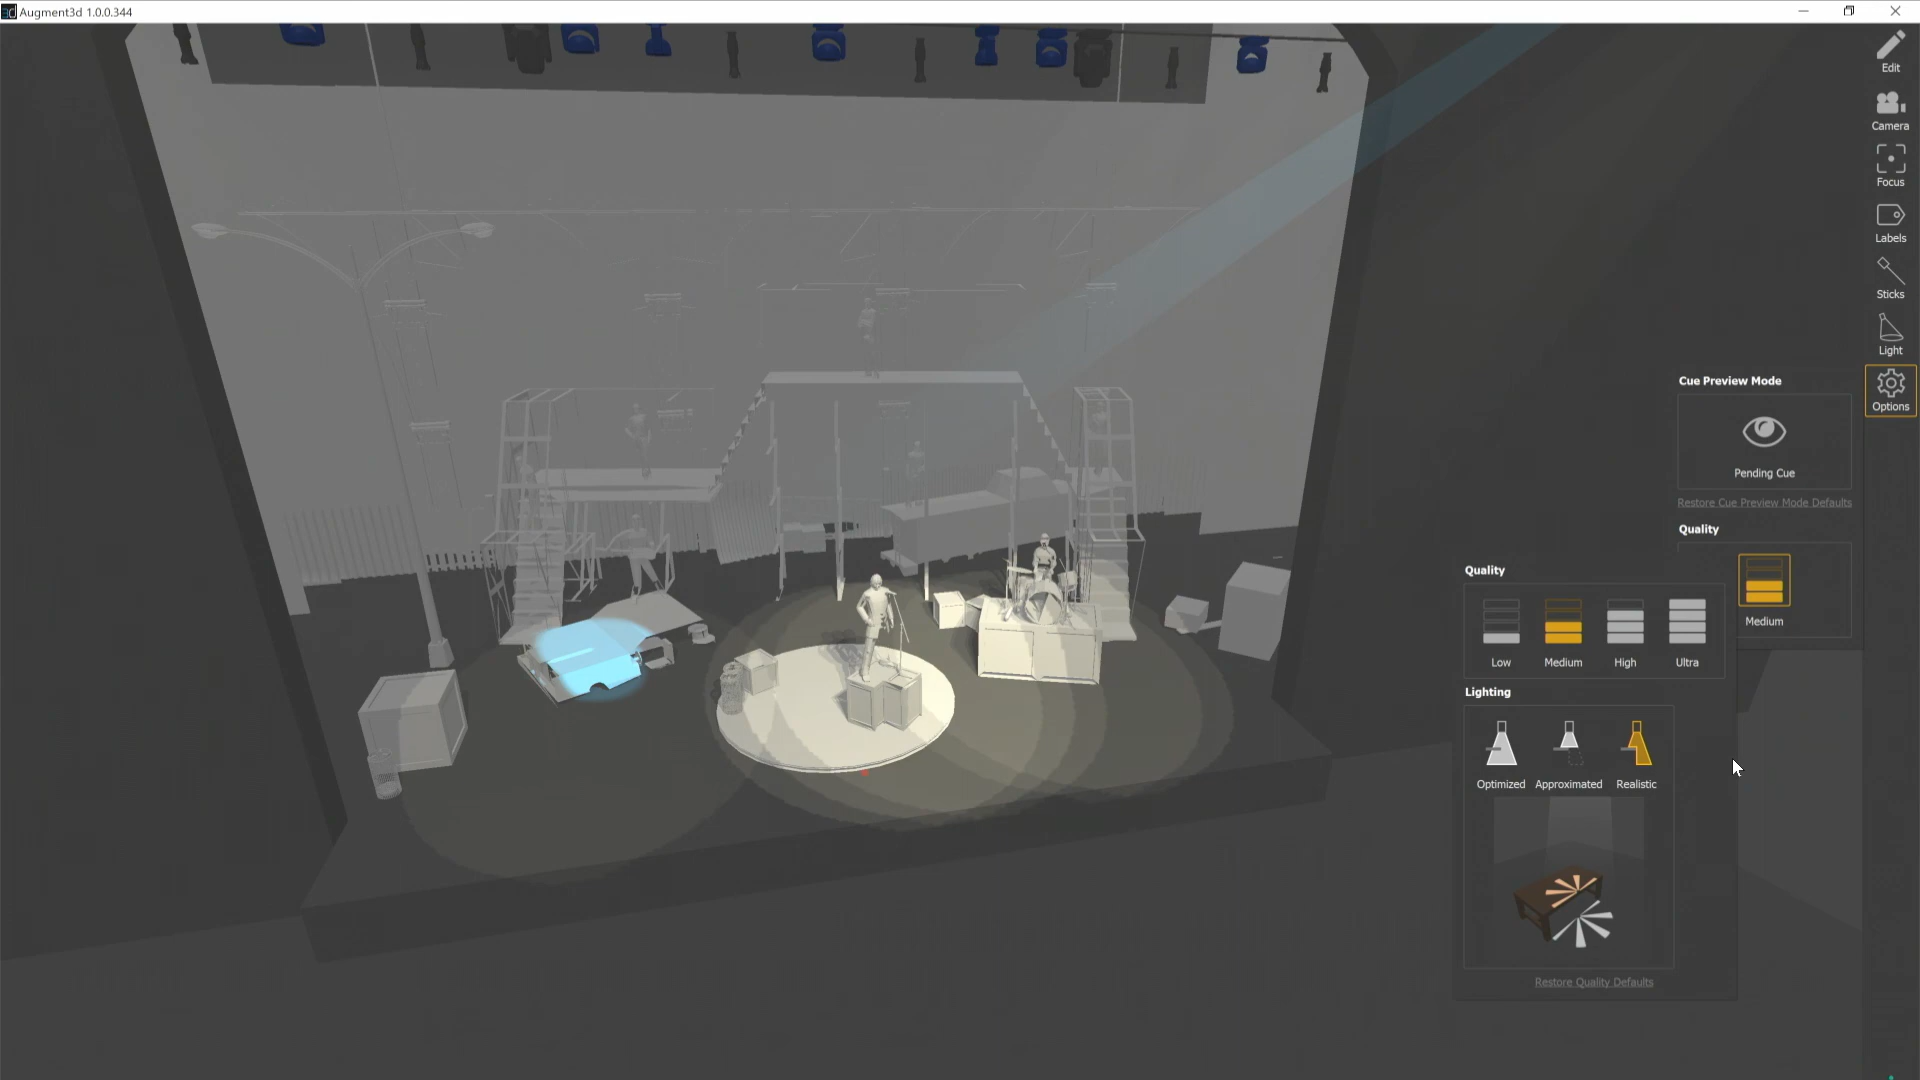 Augment3d 1.0.0.344
Edit
Camera
Focus
Labels
Sticks
Light
Options
Cue Preview Mode
Pending Cue
Restore Cue Preview Mode Defaults
Quality
Medium
Quality
Low Medium High Ultra
Lighting
Optimized Approximated Realistic
Restore Quality Defaults